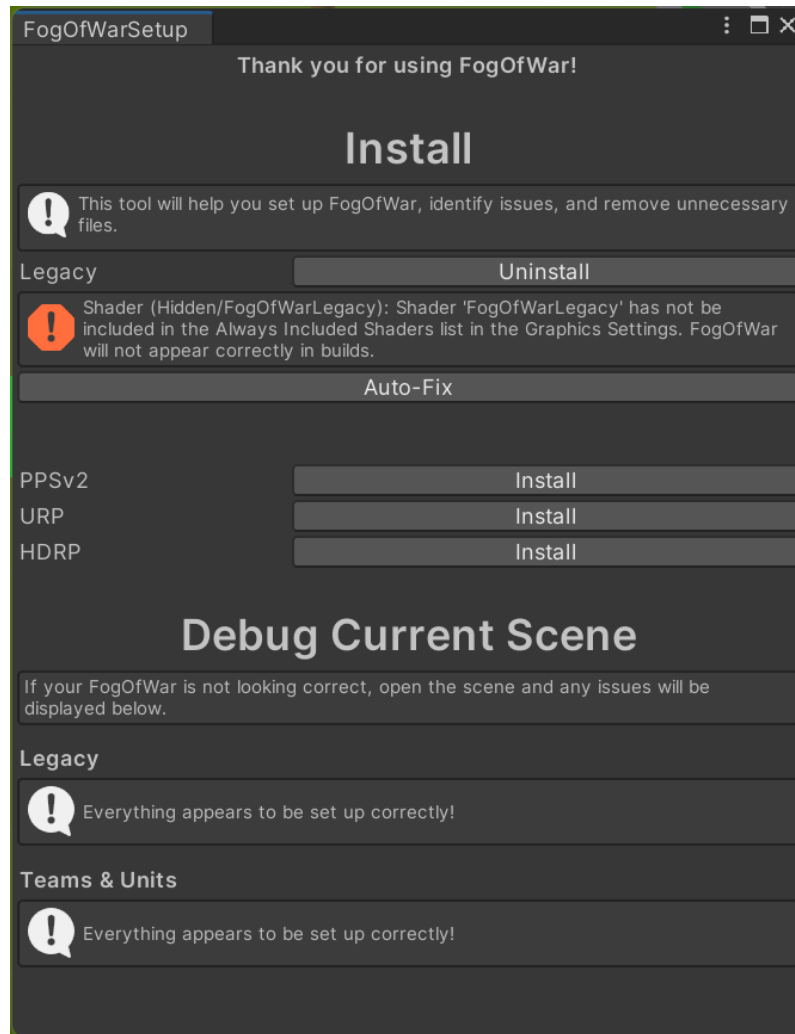 FogOfWarSetup
Thank you for using FogOfWar!
Install
This tool will help you set up FogOfWar, identify issues, and remove unnecessary
files.
Legacy
Uninstall
Shader (Hidden/FogOfWarLegacy): Shader 'FogOfWarLegacy' has not be
included in the Always Included Shaders list in the Graphics Settings. FogOfWar
will not appear correctly in builds.
Auto-Fix
PPSv2
Install
URP
Install
HDRP
Install
Debug Current Scene
If your FogOfWar is not looking correct, open the scene and any issues will be
displayed below.
Legacy
Everything appears to be set up correctly!
Teams & Units
Everything appears to be set up correctly!